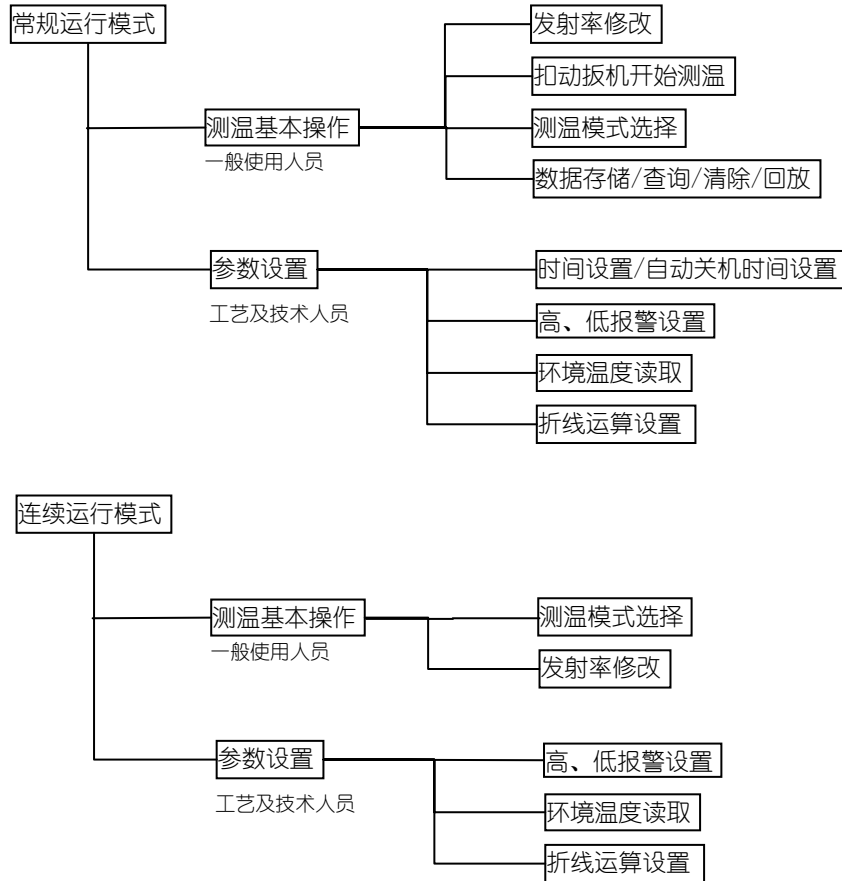 常规运行模式
发射率修改
扣动扳机开始测温
测温基本操作
测温模式选择
一般使用人员
数据存储/查询/清除/回放
参数设置
时间设置/自动关机时间设置
工艺及技术人员
高、低报警设置
环境温度读取
折线运算设置
连续运行模式
测温基本操作
测温模式选择
一般使用人员
发射率修改
参数设置
高、低报警设置
工艺及技术人员
环境温度读取
折线运算设置